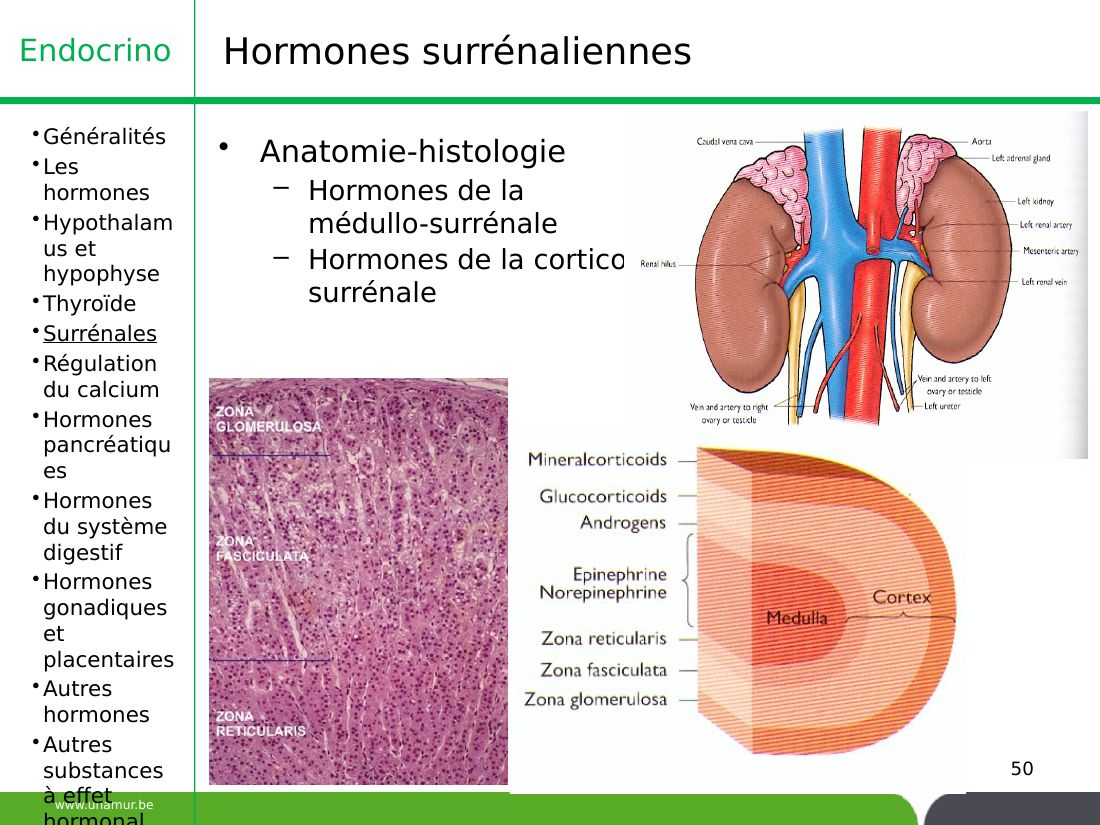 Endocrino
Hormones surrénaliennes
•Généralités
•Les
hormones
•Hypothalam
us et
hypophyse
•Thyroïde
•Surrénales
•Régulation
du calcium
•Hormones
pancréatiqu
es
•Hormones
du système
digestif
•Hormones
gonadiques
et
placentaires
•Autres
hormones
•Autres
substances
à effet
hormonal
www.unamur.be
• Anatomie-histologie
– Hormones de la
médullo-surrénale
– Hormones de la cortico
surrénale
Caudal vena cava
Aorta
Left adrenal gland
Left kidney
Left renal artery
Mesenteric artery
Renal hilus
Left renal vein
Vein and artery to left
ovary or testicle
Vein and artery to right
ovary or testicle
Left ureter
ZONA
GLOMERULOSA
ZONA
FASCICULATA
ZONA
RETICULARIS
Mineralcorticoids
Glucocorticoids
Androgens
Epinephrine
Norepinephrine
Zona reticularis
Zona fasciculata
Zona glomerulosa
Medulla
Cortex
50